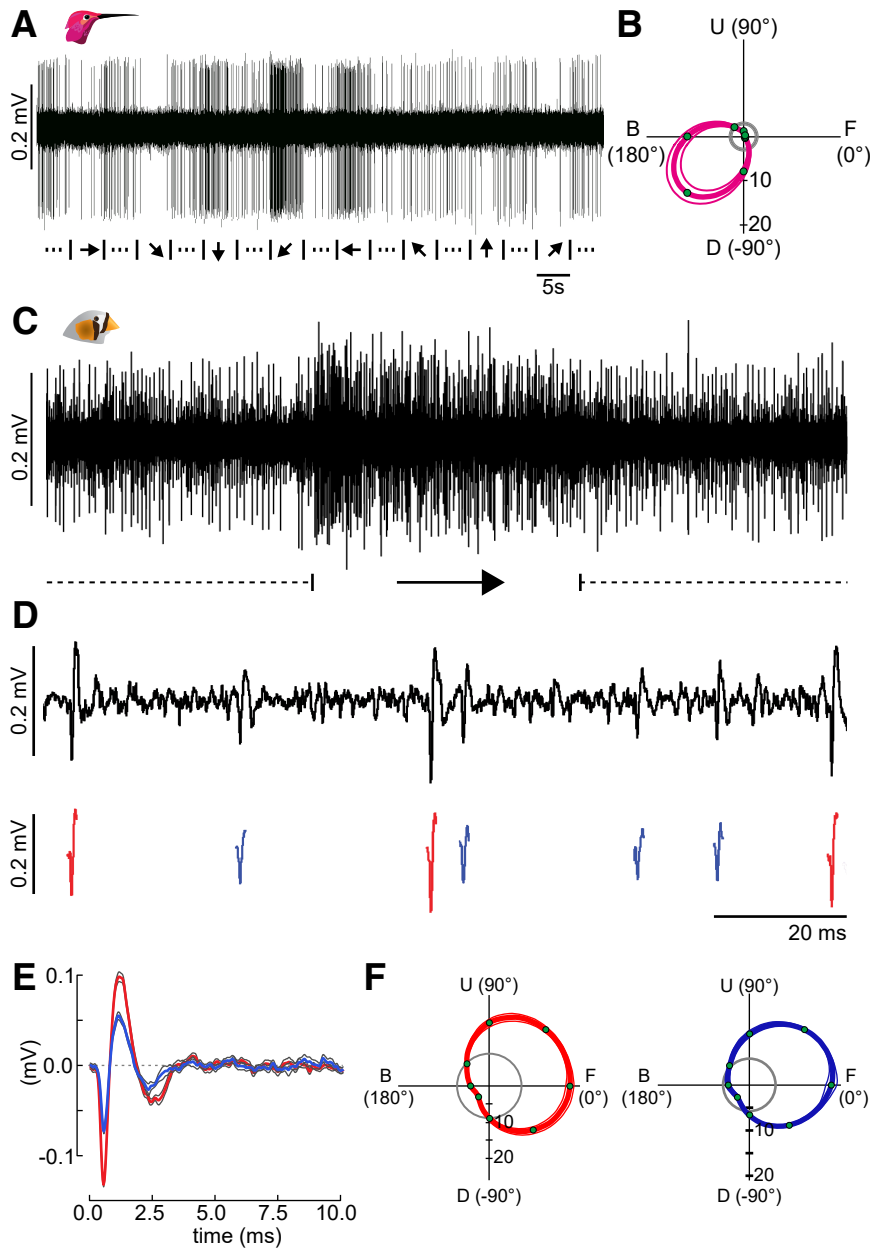 A
0.2 mV
5s
B
U (90°)
B
(180°)
F
(0°)
10
20
D (-90°)
C
0.2 mV
D
0.2 mV
0.2 mV
20 ms
E
0.1
0.0
-0.1
(mV)
0.0 2.5 5.0 7.5 10.0
time (ms)
F
U (90°)
B
(180°)
F
(0°)
10
20
D (-90°)
U (90°)
B
(180°)
F
(0°)
10
20
D (-90°)